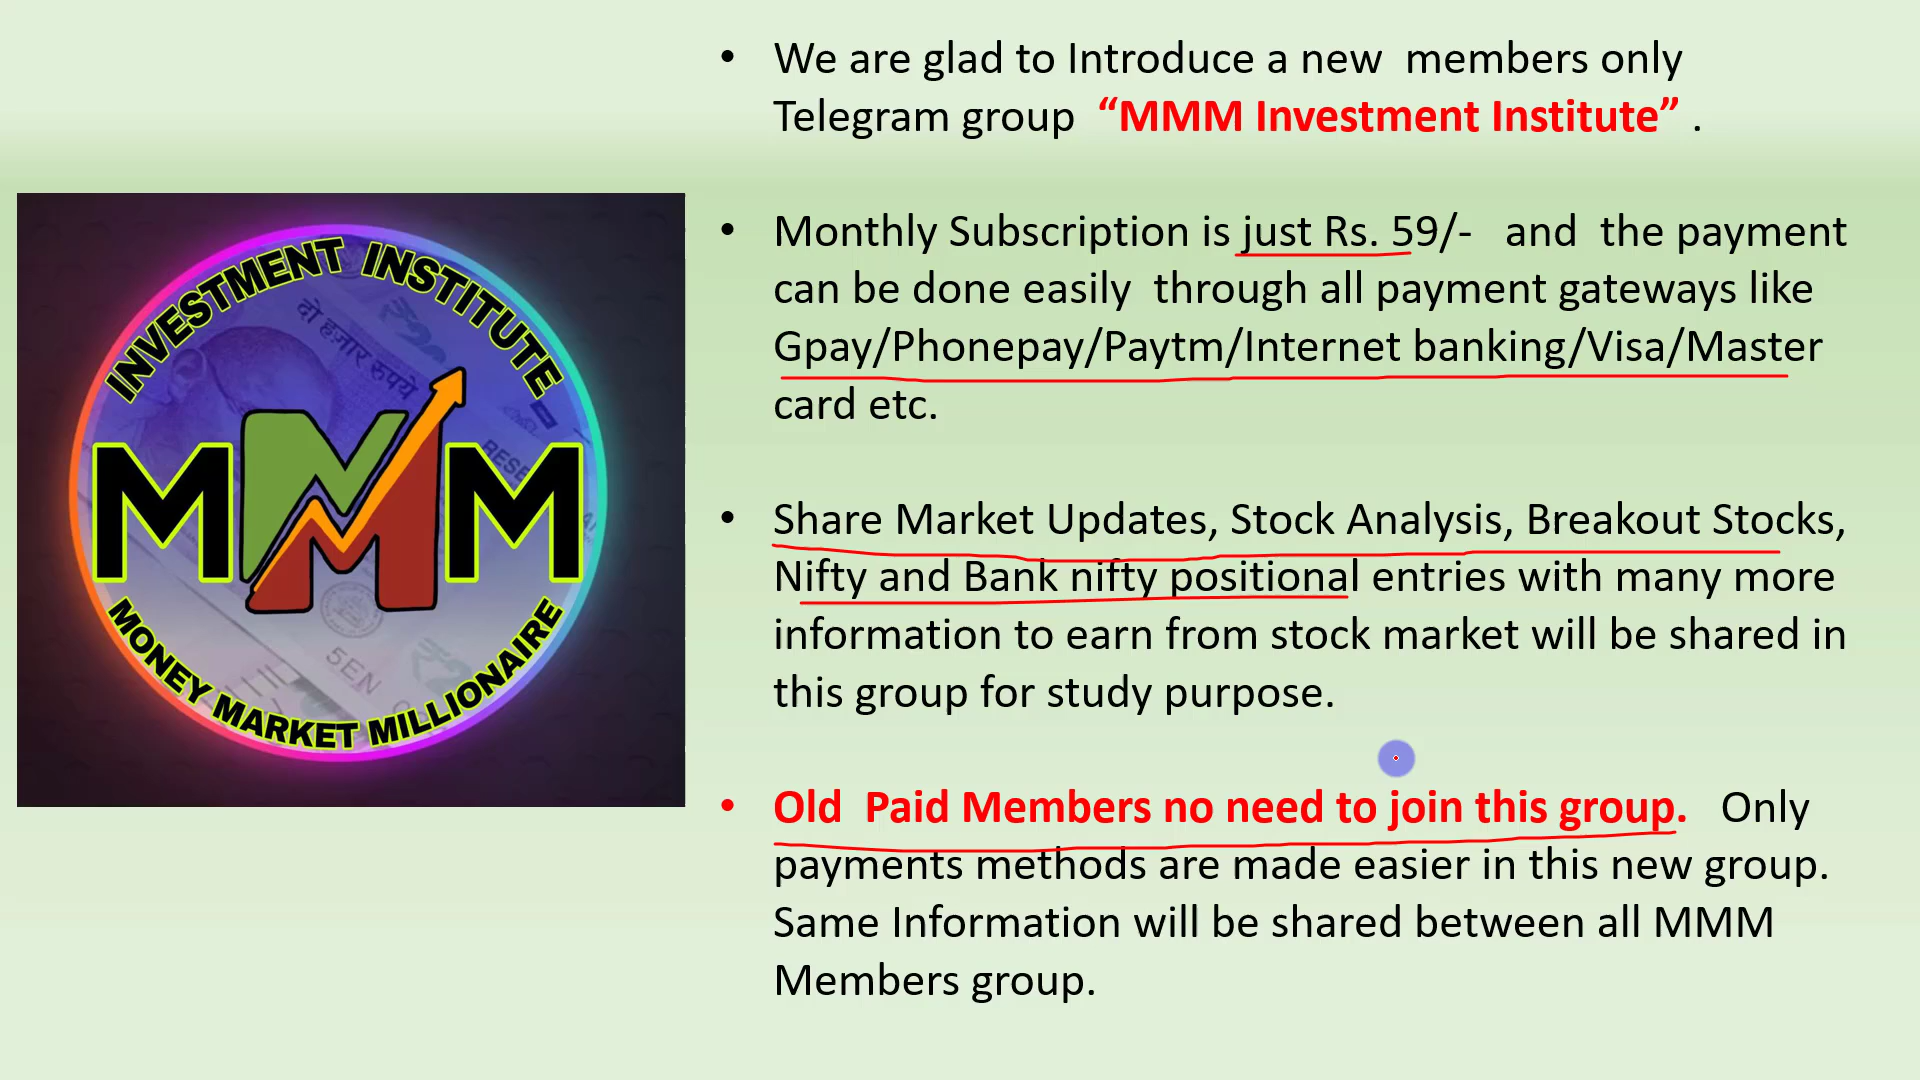 INVESTMENT INSTITUTE
दो हज़ार रुपये
MMM
5EN
MONEY MARKET MILLIONAIRE
• We are glad to Introduce a new members only
Telegram group “MMM Investment Institute” .
• Monthly Subscription is just Rs. 59/- and the payment
can be done easily through all payment gateways like
Gpay/Phonepay/Paytm/Internet banking/Visa/Master
card etc.
• Share Market Updates, Stock Analysis, Breakout Stocks,
Nifty and Bank nifty positional entries with many more
information to earn from stock market will be shared in
this group for study purpose.
• Old Paid Members no need to join this group. Only
payments methods are made easier in this new group.
Same Information will be shared between all MMM
Members group.